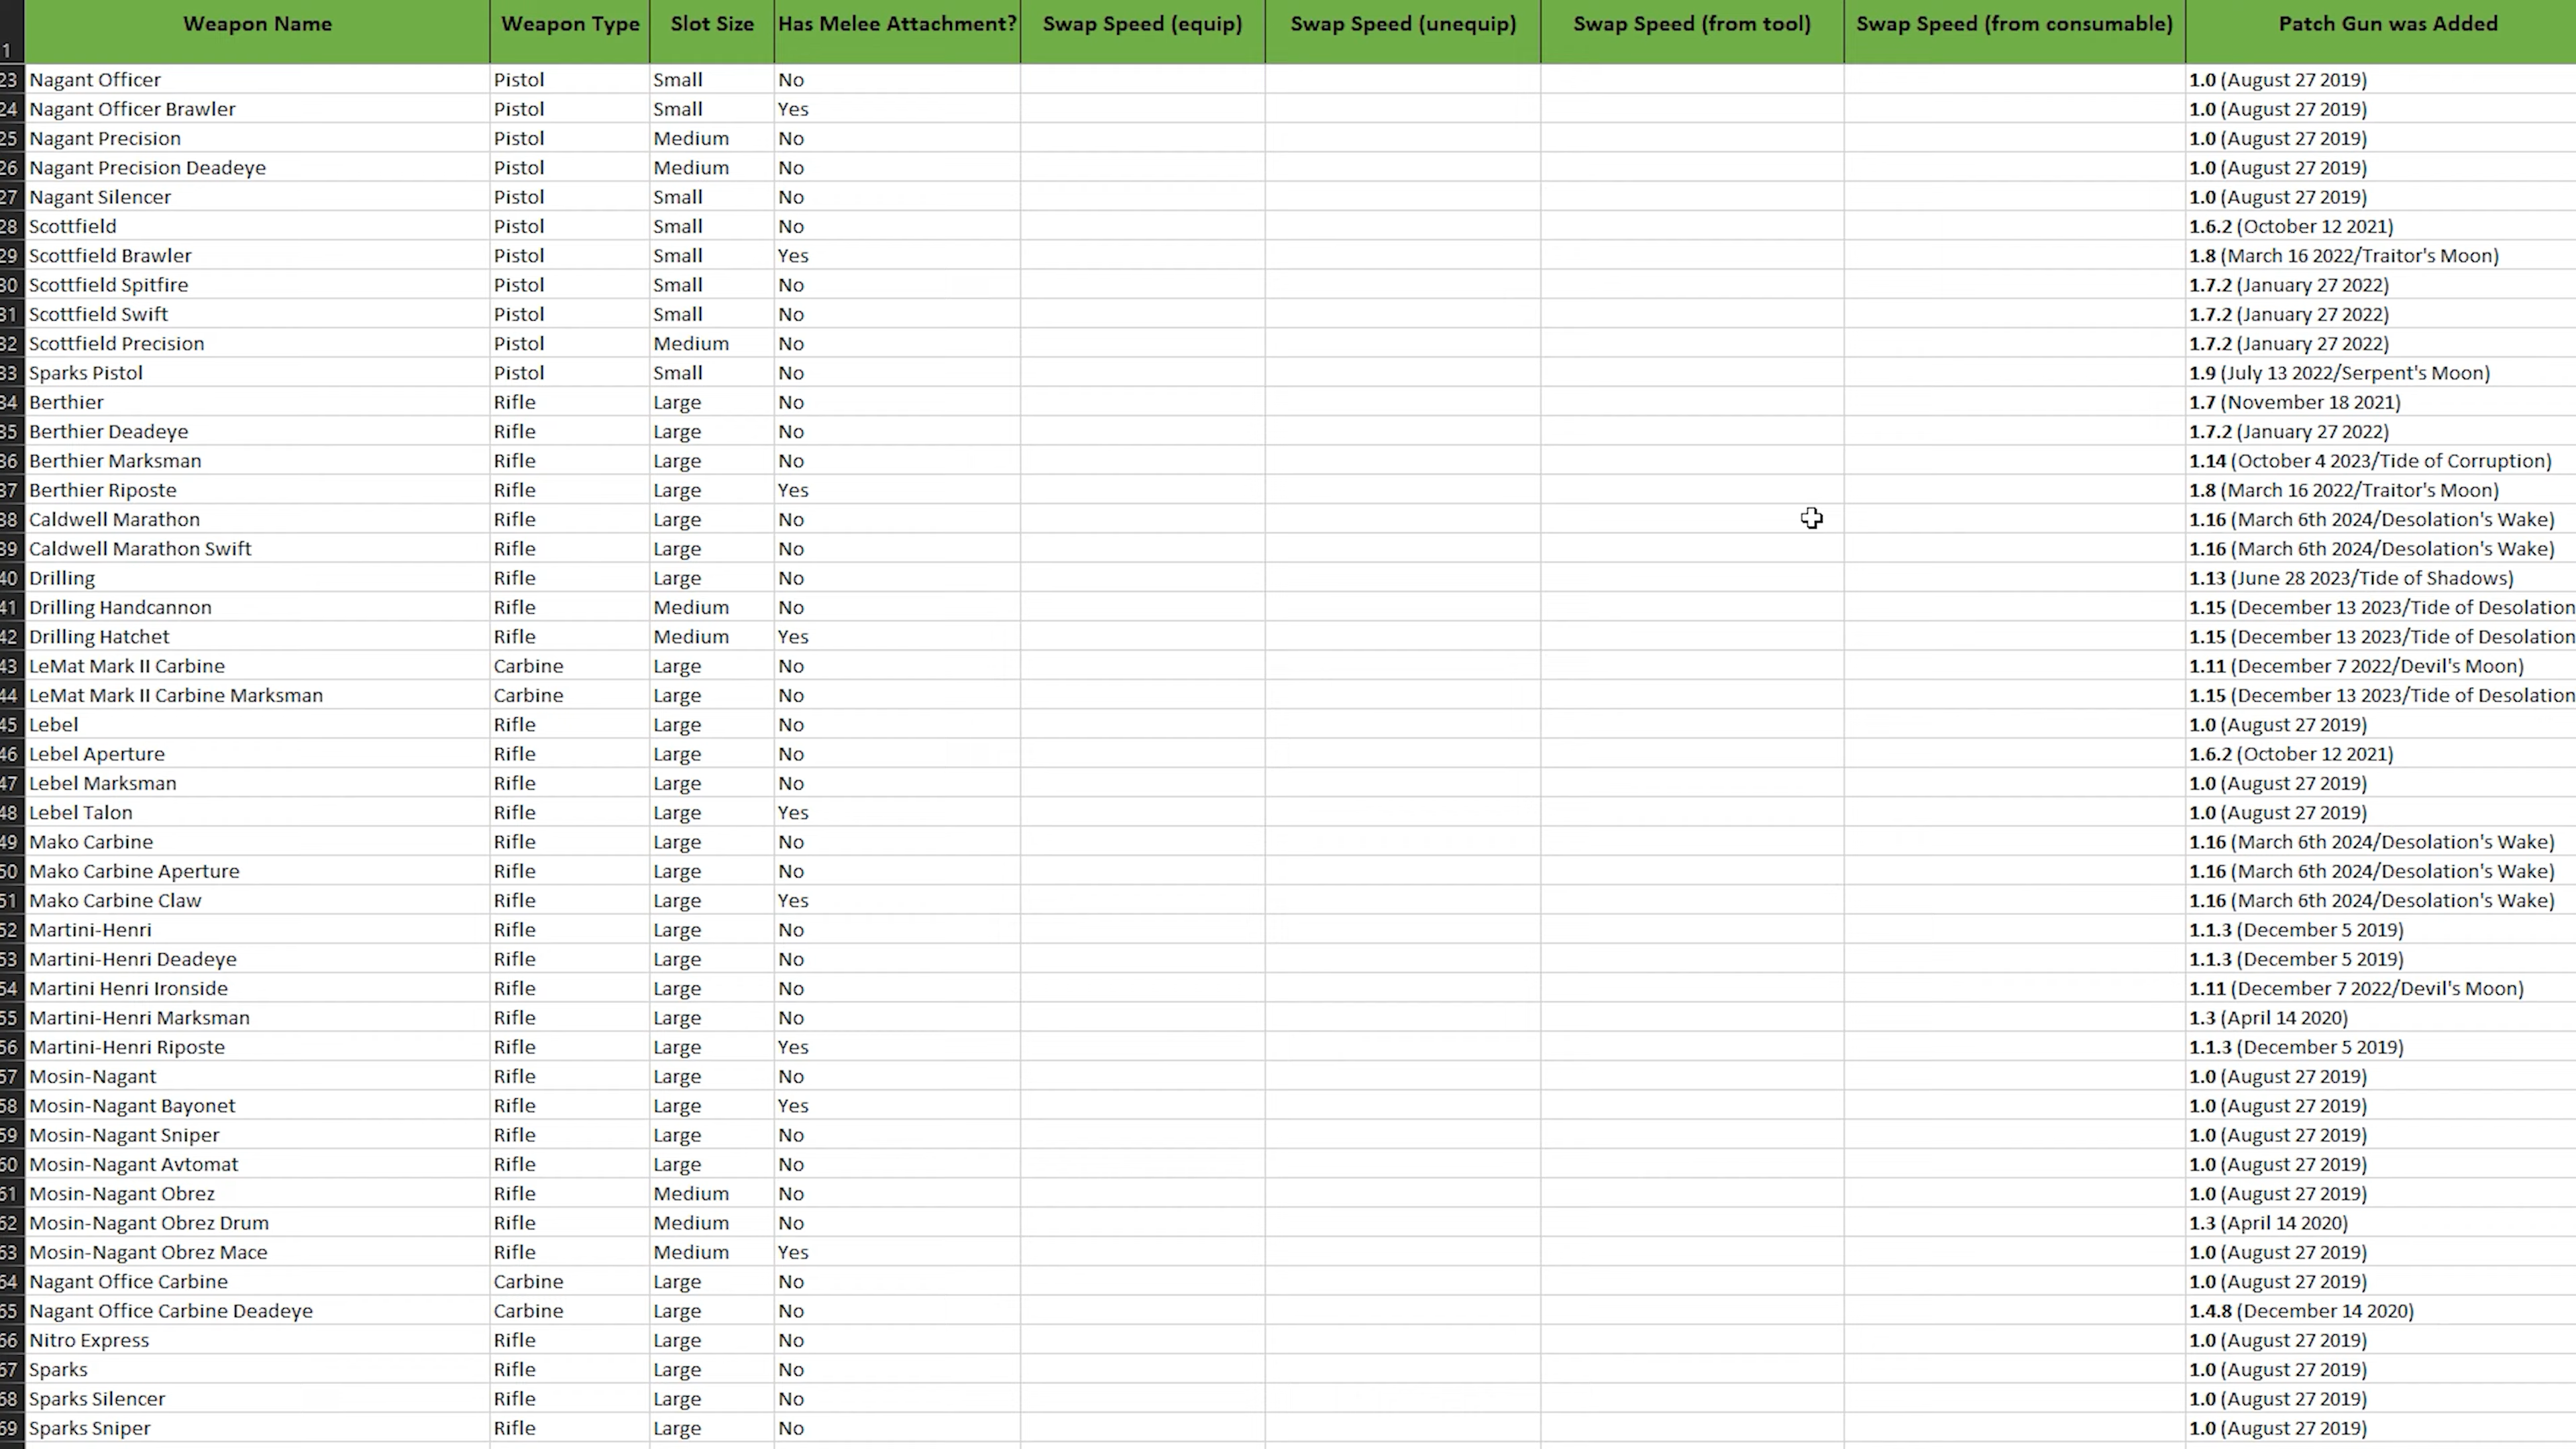 Weapon Name Weapon Type Slot Size Has Melee Attachment? Swap Speed (equip) Swap Speed (unequip) Swap Speed (from tool) Swap Speed (from consumable) Patch Gun was Added
1
23 Nagant Officer Pistol Small No 1.0 (August 27 2019)
24 Nagant Officer Brawler Pistol Small Yes 1.0 (August 27 2019)
25 Nagant Precision Pistol Medium No 1.0 (August 27 2019)
26 Nagant Precision Deadeye Pistol Medium No 1.0 (August 27 2019)
27 Nagant Silencer Pistol Small No 1.0 (August 27 2019)
28 Scottfield Pistol Small No 1.6.2 (October 12 2021)
29 Scottfield Brawler Pistol Small Yes 1.8 (March 16 2022/Traitor's Moon)
30 Scottfield Spitfire Pistol Small No 1.7.2 (January 27 2022)
31 Scottfield Swift Pistol Small No 1.7.2 (January 27 2022)
32 Scottfield Precision Pistol Medium No 1.7.2 (January 27 2022)
33 Sparks Pistol Pistol Small No 1.9 (July 13 2022/Serpent's Moon)
34 Berthier Rifle Large No 1.7 (November 18 2021)
35 Berthier Deadeye Rifle Large No 1.7.2 (January 27 2022)
36 Berthier Marksman Rifle Large No 1.14 (October 4 2023/Tide of Corruption)
37 Berthier Riposte Rifle Large Yes 1.8 (March 16 2022/Traitor's Moon)
38 Caldwell Marathon Rifle Large No 1.16 (March 6th 2024/Desolation's Wake)
39 Caldwell Marathon Swift Rifle Large No 1.16 (March 6th 2024/Desolation's Wake)
40 Drilling Rifle Large No 1.13 (June 28 2023/Tide of Shadows)
41 Drilling Handcannon Rifle Medium No 1.15 (December 13 2023/Tide of Desolation
42 Drilling Hatchet Rifle Medium Yes 1.15 (December 13 2023/Tide of Desolation
43 LeMat Mark II Carbine Carbine Large No 1.11 (December 7 2022/Devil's Moon)
44 LeMat Mark II Carbine Marksman Carbine Large No 1.15 (December 13 2023/Tide of Desolation
45 Lebel Rifle Large No 1.0 (August 27 2019)
46 Lebel Aperture Rifle Large No 1.6.2 (October 12 2021)
47 Lebel Marksman Rifle Large No 1.0 (August 27 2019)
48 Lebel Talon Rifle Large Yes 1.0 (August 27 2019)
49 Mako Carbine Rifle Large No 1.16 (March 6th 2024/Desolation's Wake)
50 Mako Carbine Aperture Rifle Large No 1.16 (March 6th 2024/Desolation's Wake)
51 Mako Carbine Claw Rifle Large Yes 1.16 (March 6th 2024/Desolation's Wake)
52 Martini-Henri Rifle Large No 1.1.3 (December 5 2019)
53 Martini-Henri Deadeye Rifle Large No 1.1.3 (December 5 2019)
54 Martini Henri Ironside Rifle Large No 1.11 (December 7 2022/Devil's Moon)
55 Martini-Henri Marksman Rifle Large No 1.3 (April 14 2020)
56 Martini-Henri Riposte Rifle Large Yes 1.1.3 (December 5 2019)
57 Mosin-Nagant Rifle Large No 1.0 (August 27 2019)
58 Mosin-Nagant Bayonet Rifle Large Yes 1.0 (August 27 2019)
59 Mosin-Nagant Sniper Rifle Large No 1.0 (August 27 2019)
60 Mosin-Nagant Avtomat Rifle Large No 1.0 (August 27 2019)
61 Mosin-Nagant Obrez Rifle Medium No 1.0 (August 27 2019)
62 Mosin-Nagant Obrez Drum Rifle Medium No 1.3 (April 14 2020)
63 Mosin-Nagant Obrez Mace Rifle Medium Yes 1.0 (August 27 2019)
64 Nagant Office Carbine Carbine Large No 1.0 (August 27 2019)
65 Nagant Office Carbine Deadeye Carbine Large No 1.4.8 (December 14 2020)
66 Nitro Express Rifle Large No 1.0 (August 27 2019)
67 Sparks Rifle Large No 1.0 (August 27 2019)
68 Sparks Silencer Rifle Large No 1.0 (August 27 2019)
69 Sparks Sniper Rifle Large No 1.0 (August 27 2019)